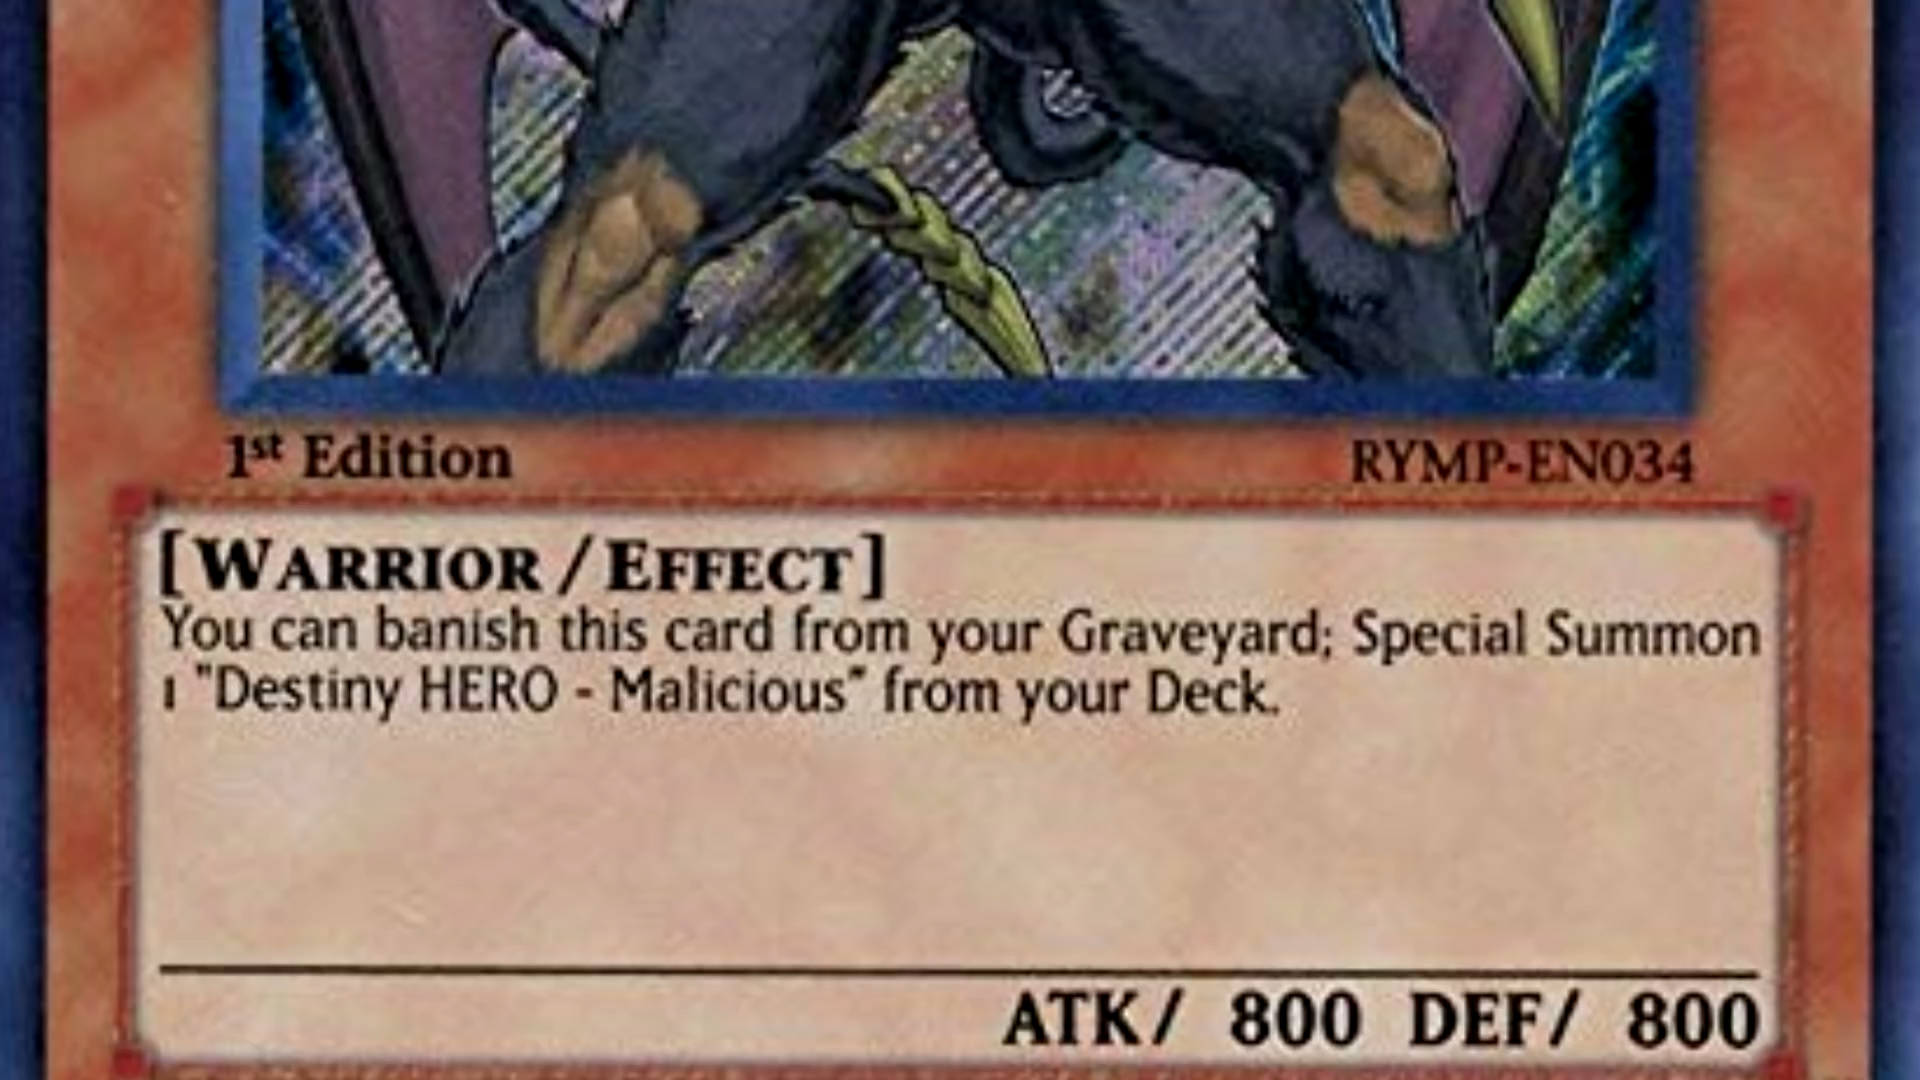 1st Edition RYMP-EN034
[WARRIOR/EFFECT]
You can banish this card from your Graveyard; Special Summon
1 "Destiny HERO - Malicious" from your Deck.
ATK/ 800 DEF/ 800